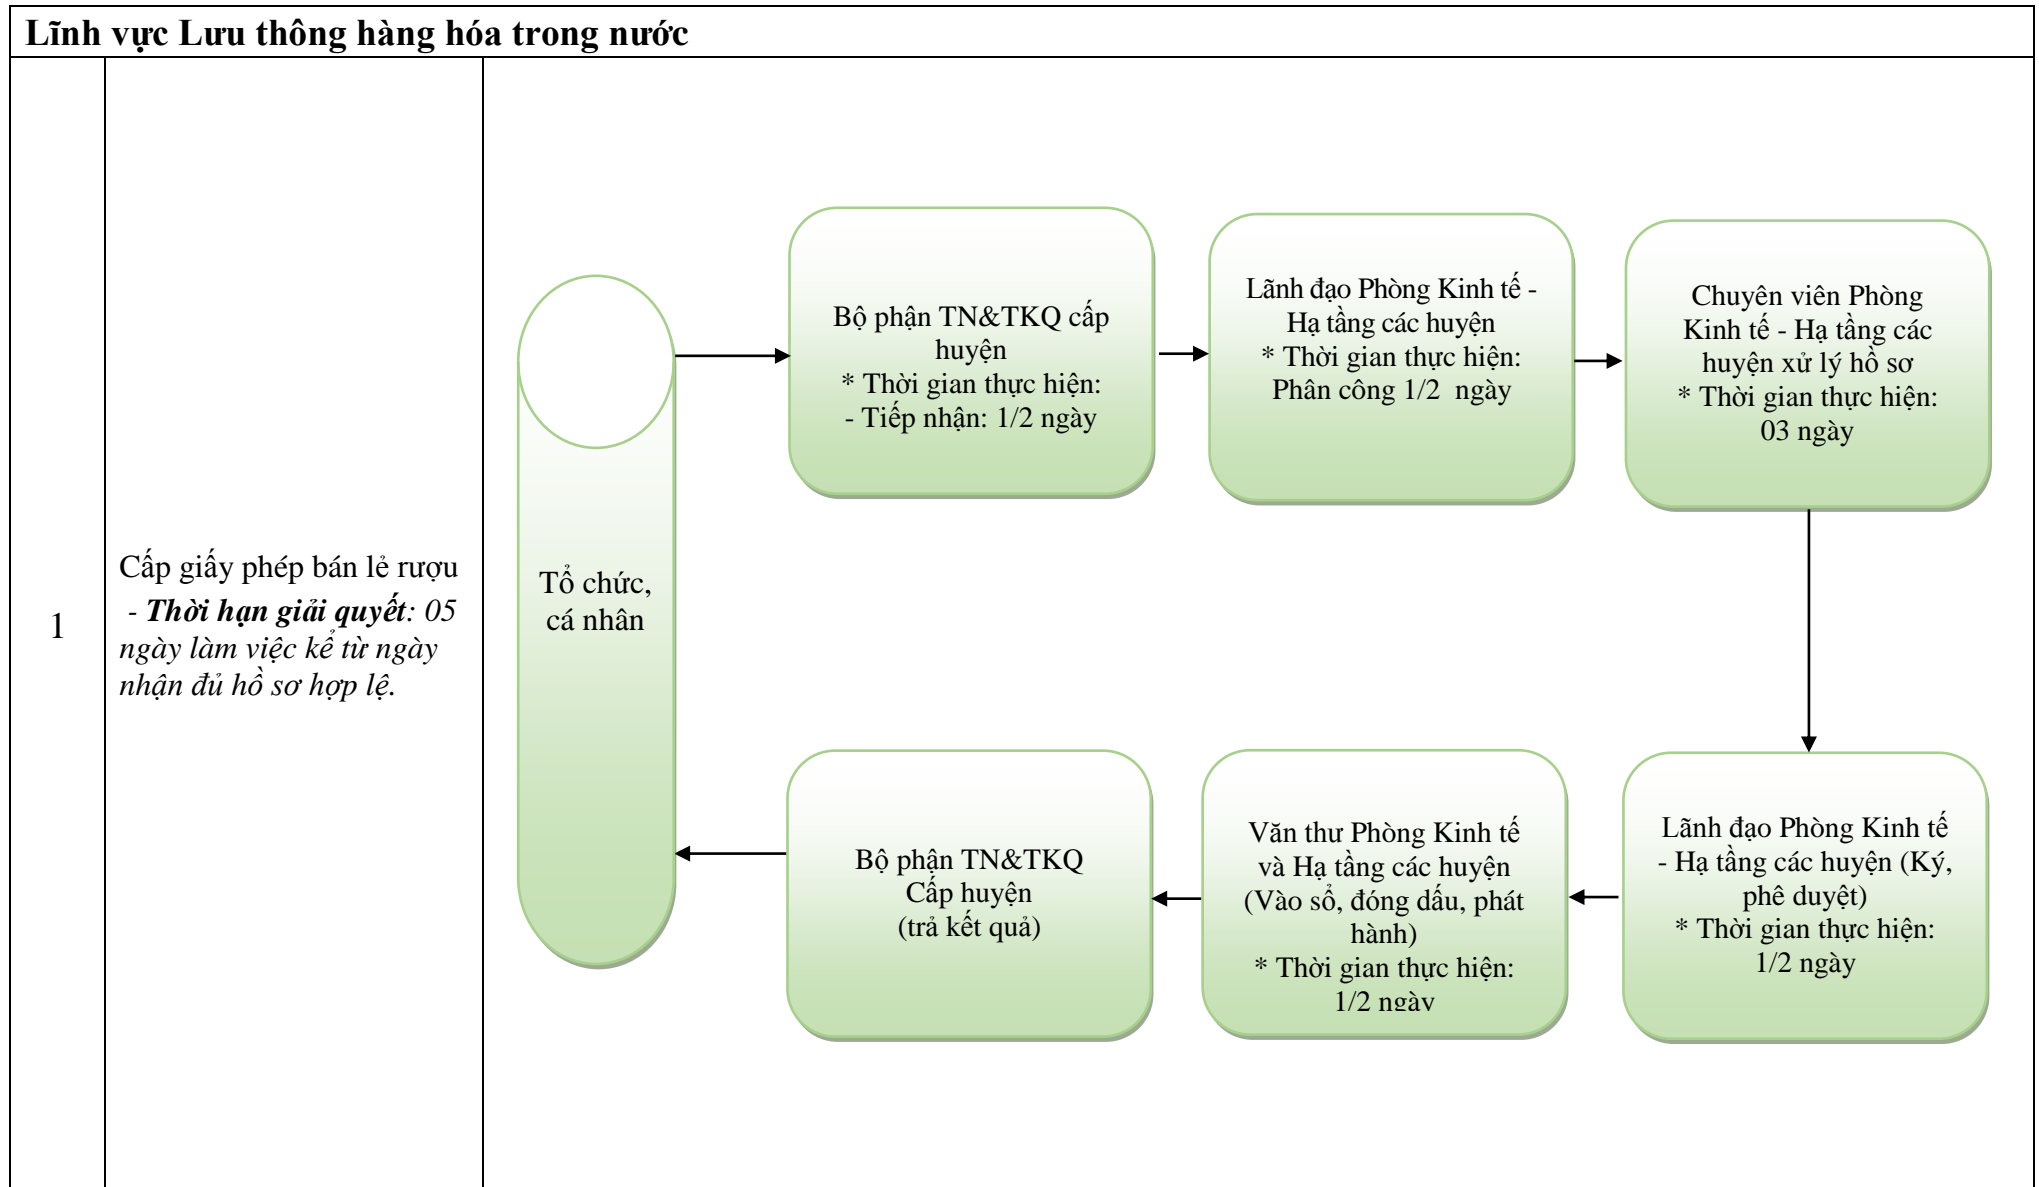 Lĩnh vực Lưu thông hàng hóa trong nước
1
Cấp giấy phép bán lẻ rượu
- Thời hạn giải quyết: 05
ngày làm việc kể từ ngày
nhận đủ hồ sơ hợp lệ.
Tổ chức,
cá nhân
Bộ phận TN&TKQ cấp
huyện
* Thời gian thực hiện:
- Tiếp nhận: 1/2 ngày
Lãnh đạo Phòng Kinh tế -
Hạ tầng các huyện
* Thời gian thực hiện:
Phân công 1/2 ngày
Chuyên viên Phòng
Kinh tế - Hạ tầng các
huyện xử lý hồ sơ
* Thời gian thực hiện:
03 ngày
Lãnh đạo Phòng Kinh tế
- Hạ tầng các huyện (Ký,
phê duyệt)
* Thời gian thực hiện:
1/2 ngày
Văn thư Phòng Kinh tế
và Hạ tầng các huyện
(Vào sổ, đóng dấu, phát
hành)
* Thời gian thực hiện:
1/2 ngày
Bộ phận TN&TKQ
Cấp huyện
(trả kết quả)